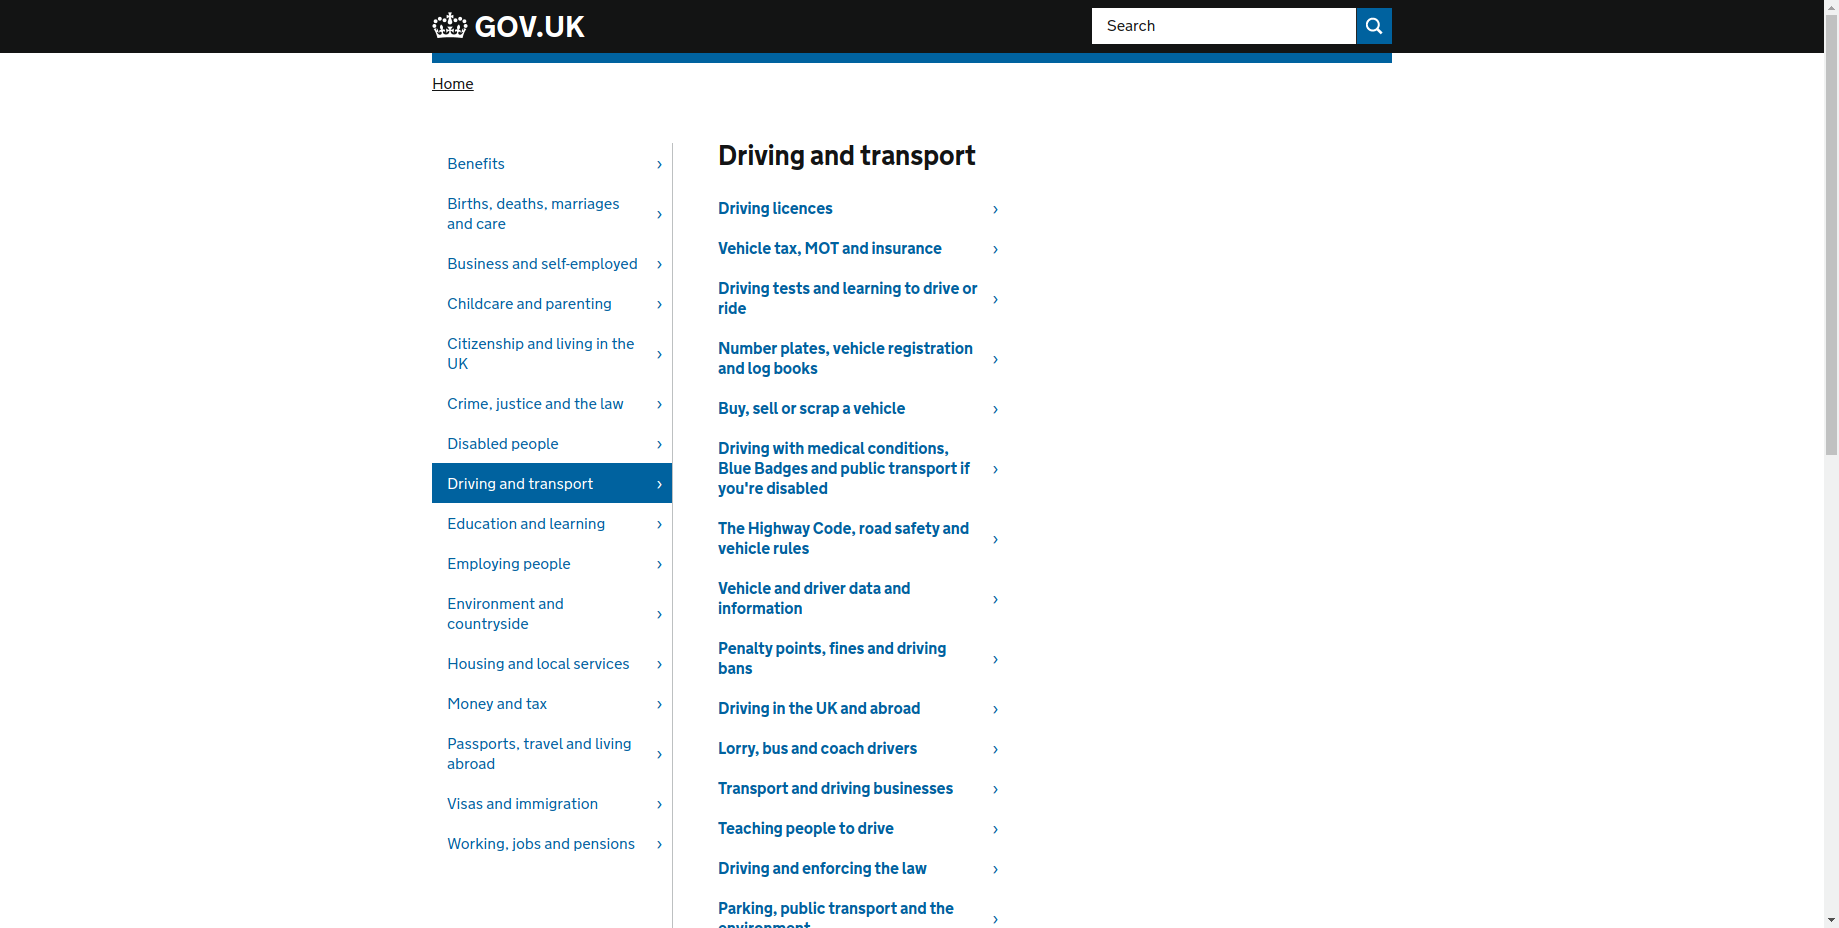 GOV.UK
Search
Home
Benefits
Births, deaths, marriages
and care
Business and self-employed
Childcare and parenting
Citizenship and living in the
UK
Crime, justice and the law
Disabled people
Driving and transport
Education and learning
Employing people
Environment and
countryside
Housing and local services
Money and tax
Passports, travel and living
abroad
Visas and immigration
Working, jobs and pensions
Driving and transport
Driving licences
Vehicle tax, MOT and insurance
Driving tests and learning to drive or
ride
Number plates, vehicle registration
and log books
Buy, sell or scrap a vehicle
Driving with medical conditions,
Blue Badges and public transport if
you're disabled
The Highway Code, road safety and
vehicle rules
Vehicle and driver data and
information
Penalty points, fines and driving
bans
Driving in the UK and abroad
Lorry, bus and coach drivers
Transport and driving businesses
Teaching people to drive
Driving and enforcing the law
Parking, public transport and the
environment